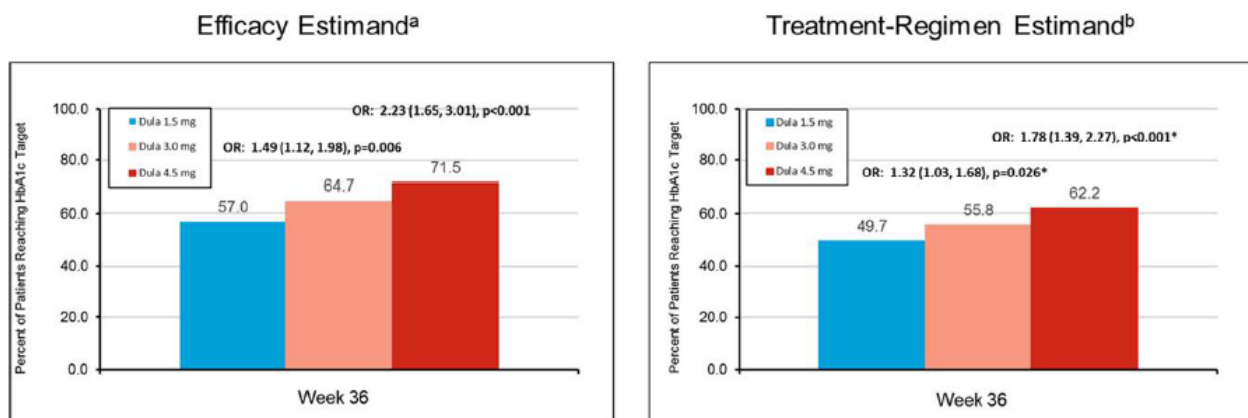 Efficacy Estimandᵃ
Percent of Patients Reaching HbA1c Target
100.0
80.0
60.0
40.0
20.0
0.0
Dula 1.5 mg
Dula 3.0 mg
Dula 4.5 mg
OR: 2.23 (1.65, 3.01), p<0.001
OR: 1.49 (1.12, 1.98), p=0.006
57.0
64.7
71.5
Week 36
Treatment-Regimen Estimandᵇ
Percent of Patients Reaching HbA1c Target
100.0
80.0
60.0
40.0
20.0
0.0
Dula 1.5 mg
Dula 3.0 mg
Dula 4.5 mg
OR: 1.78 (1.39, 2.27), p<0.001*
OR: 1.32 (1.03, 1.68), p=0.026*
49.7
55.8
62.2
Week 36